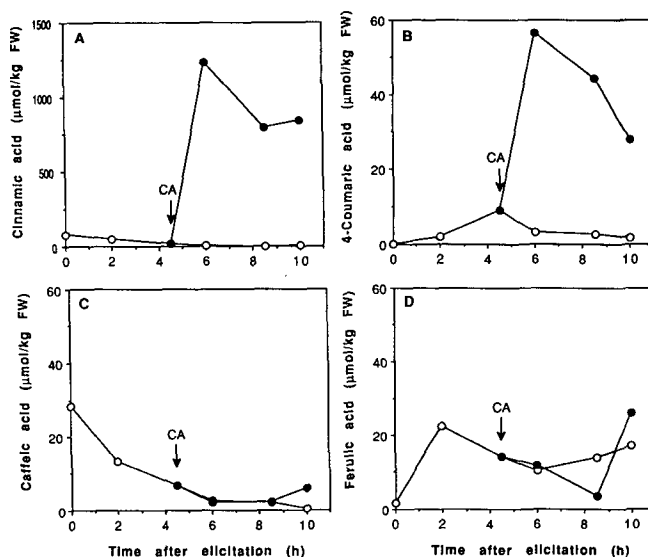 A
Cinnamic acid (µmol/kg FW)
1500
1000
500
0
CA
0 2 4 6 8 10
B
4-Coumaric acid (µmol/kg FW)
60
40
20
0
CA
0 2 4 6 8 10
C
Caffeic acid (µmol/kg FW)
60
40
20
0
CA
0 2 4 6 8 10
Time after elicitation (h)
D
Ferulic acid (µmol/kg FW)
60
40
20
0
CA
0 2 4 6 8 10
Time after elicitation (h)